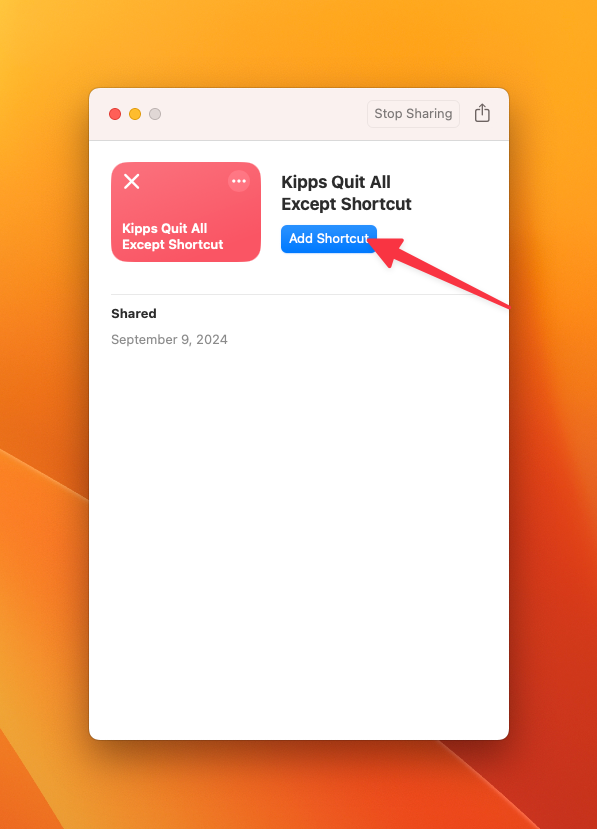 Stop Sharing
Kipps Quit All
Except Shortcut
Kipps Quit All
Except Shortcut
Add Shortcut
Shared
September 9, 2024